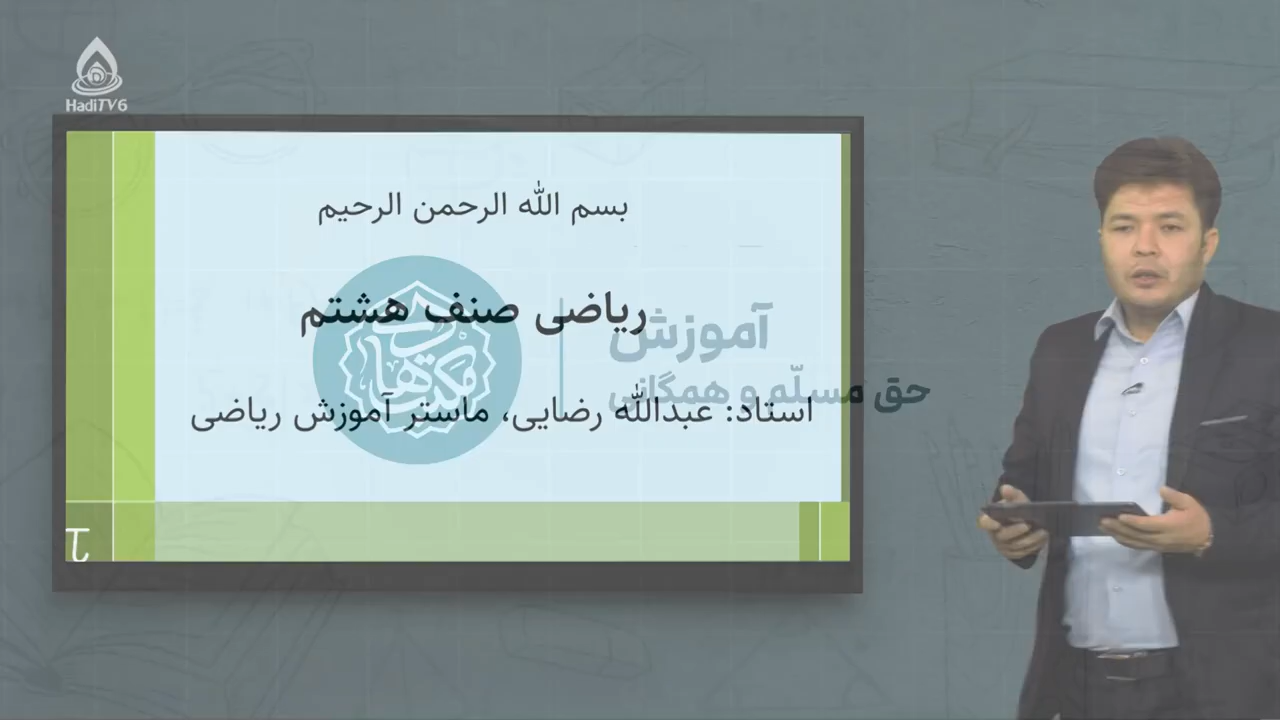 HadiTV6
بسم الله الرحمن الرحیم
ریاضی صنف هشتم
آموزش
حق مسلّم و همگانی
استاد: عبدالله رضایی، ماستر آموزش ریاضی